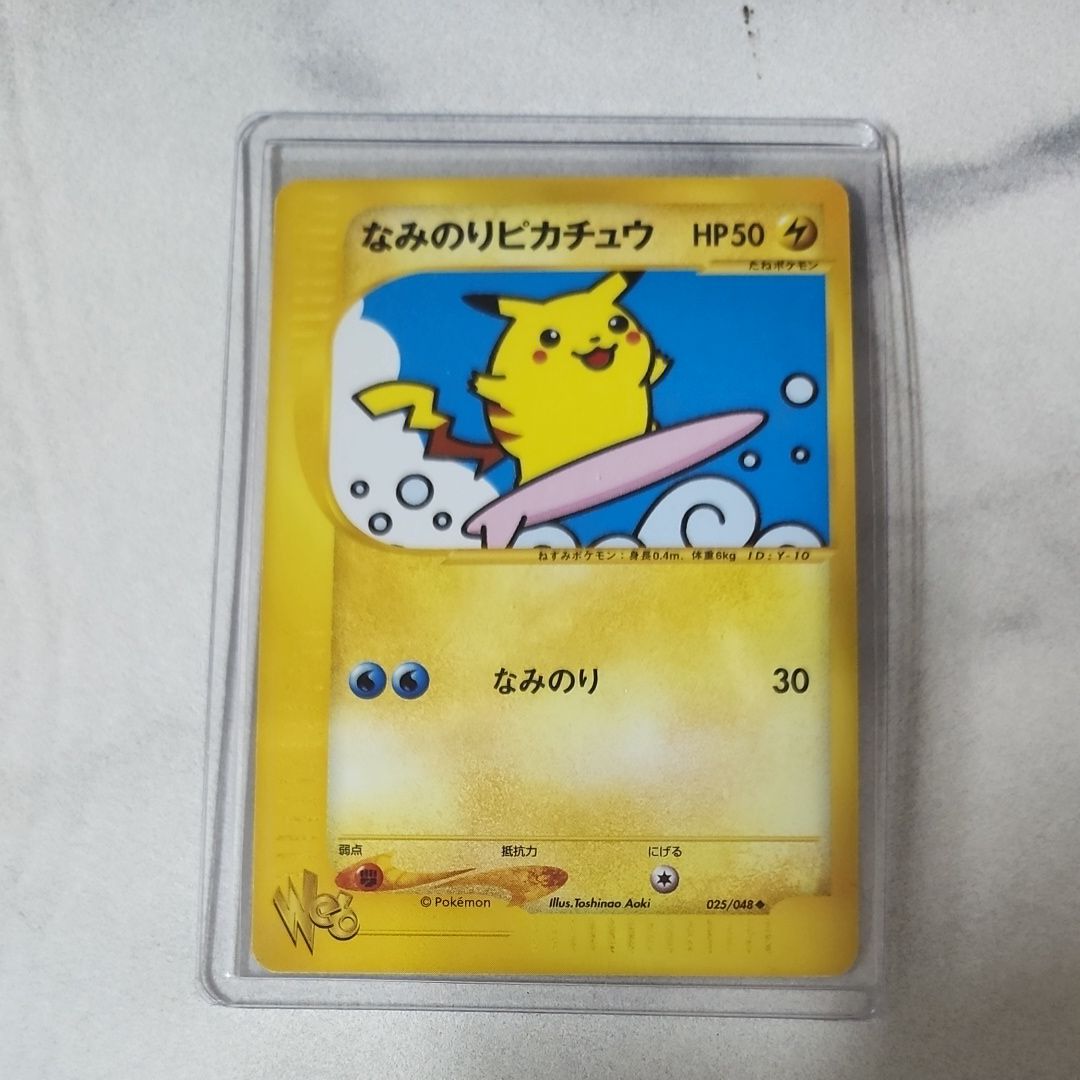 なみのりピカチュウ HP50
たねポケモン
ねずみポケモン：身長0.4m、体重6kg ID：Y-10
なみのり 30
弱点 抵抗力 にげる
Web
© Pokémon Illus. Toshinao Aoki 025/048◆